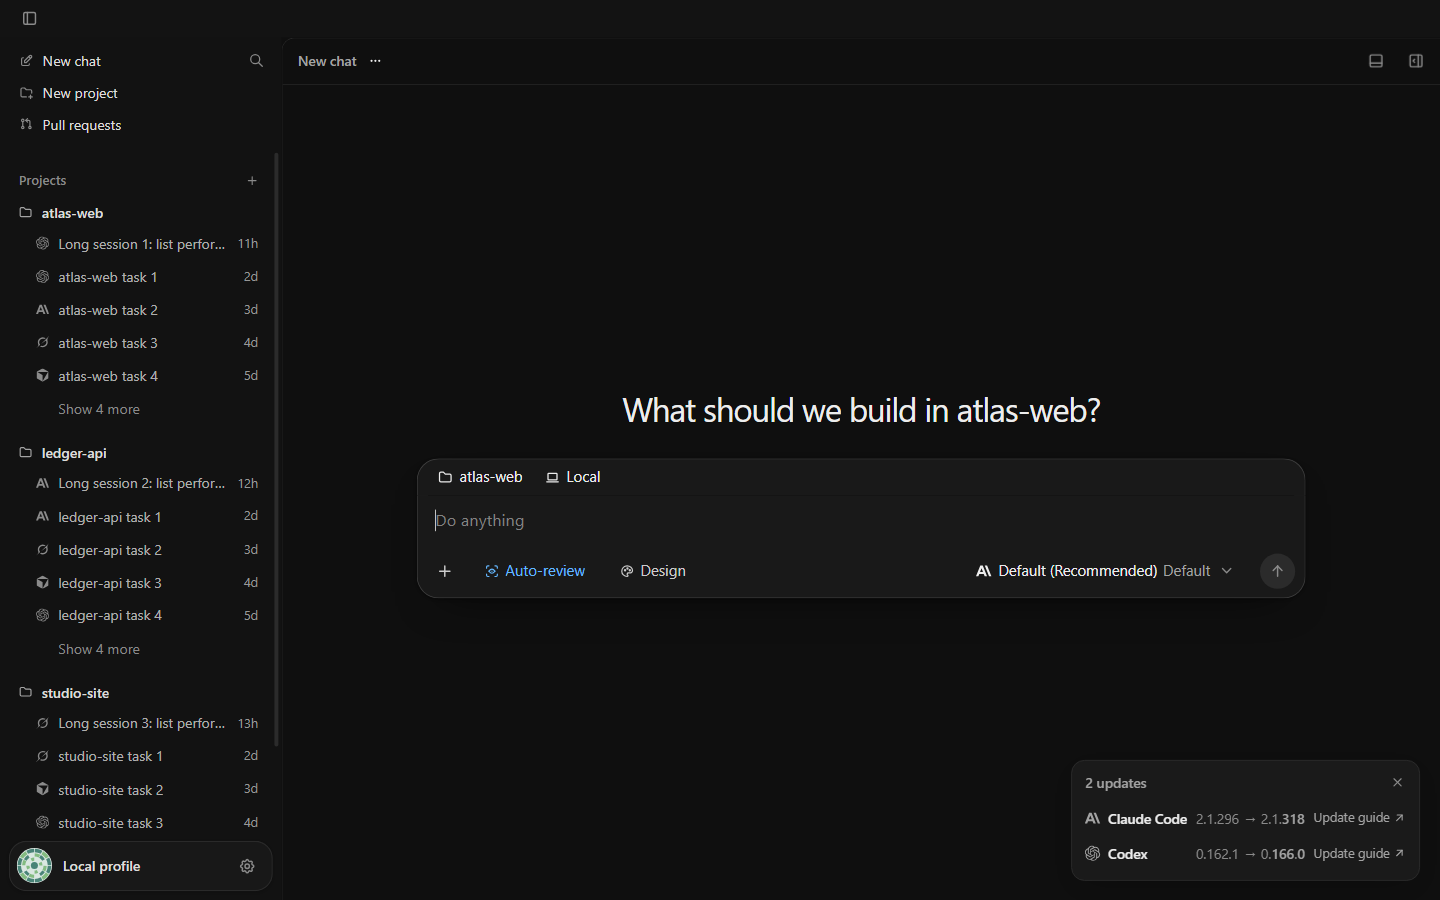 New chat
New project
Pull requests
Projects
atlas-web
Long session 1: list perfor... 11h
atlas-web task 1 2d
atlas-web task 2 3d
atlas-web task 3 4d
atlas-web task 4 5d
Show 4 more
ledger-api
Long session 2: list perfor... 12h
ledger-api task 1 2d
ledger-api task 2 3d
ledger-api task 3 4d
ledger-api task 4 5d
Show 4 more
studio-site
Long session 3: list perfor... 13h
studio-site task 1 2d
studio-site task 2 3d
studio-site task 3 4d
Local profile
New chat
What should we build in atlas-web?
atlas-web Local
Do anything
Auto-review Design Default (Recommended) Default
2 updates
Claude Code 2.1.296 → 2.1.318 Update guide ↗
Codex 0.162.1 → 0.166.0 Update guide ↗